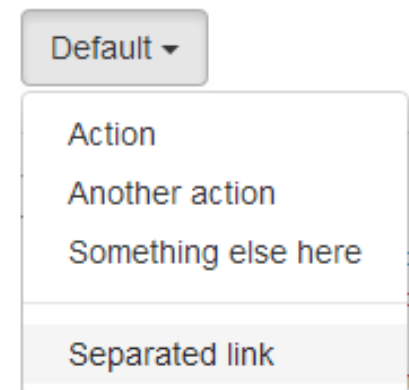 Default
Action
Another action
Something else here
Separated link